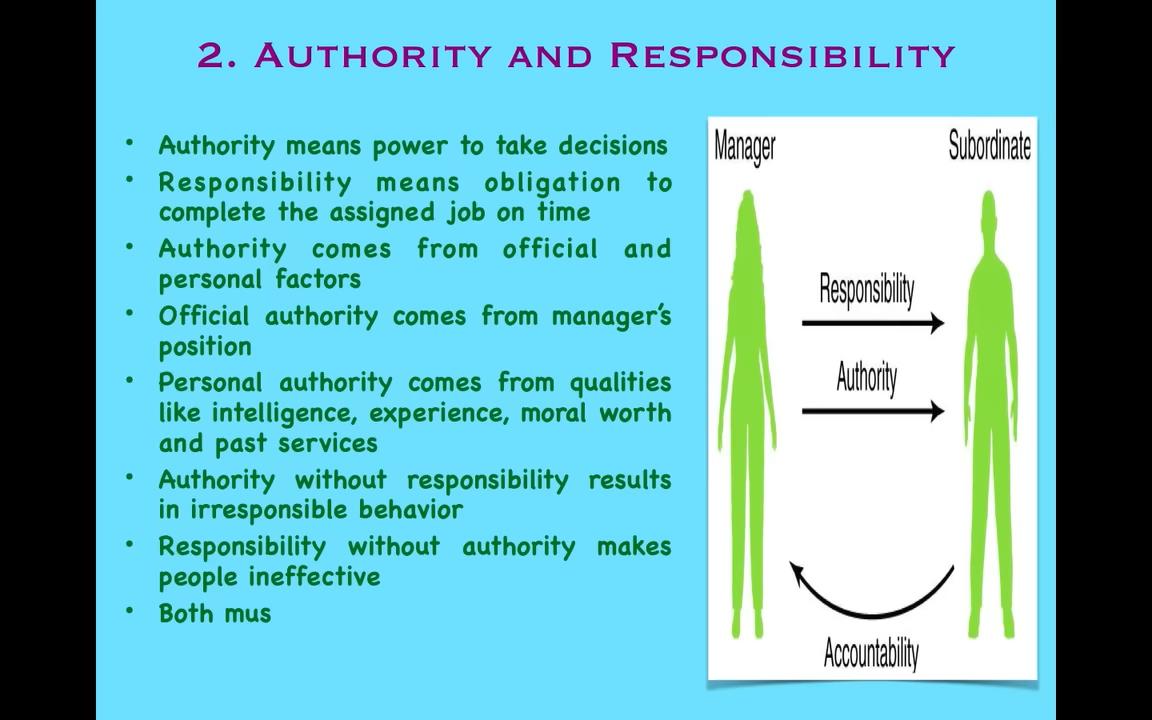 2. Authority and Responsibility
• Authority means power to take decisions
• Responsibility means obligation to
complete the assigned job on time
• Authority comes from official and
personal factors
• Official authority comes from manager's
position
• Personal authority comes from qualities
like intelligence, experience, moral worth
and past services
• Authority without responsibility results
in irresponsible behavior
• Responsibility without authority makes
people ineffective
• Both mus
Manager
Subordinate
Responsibility
Authority
Accountability